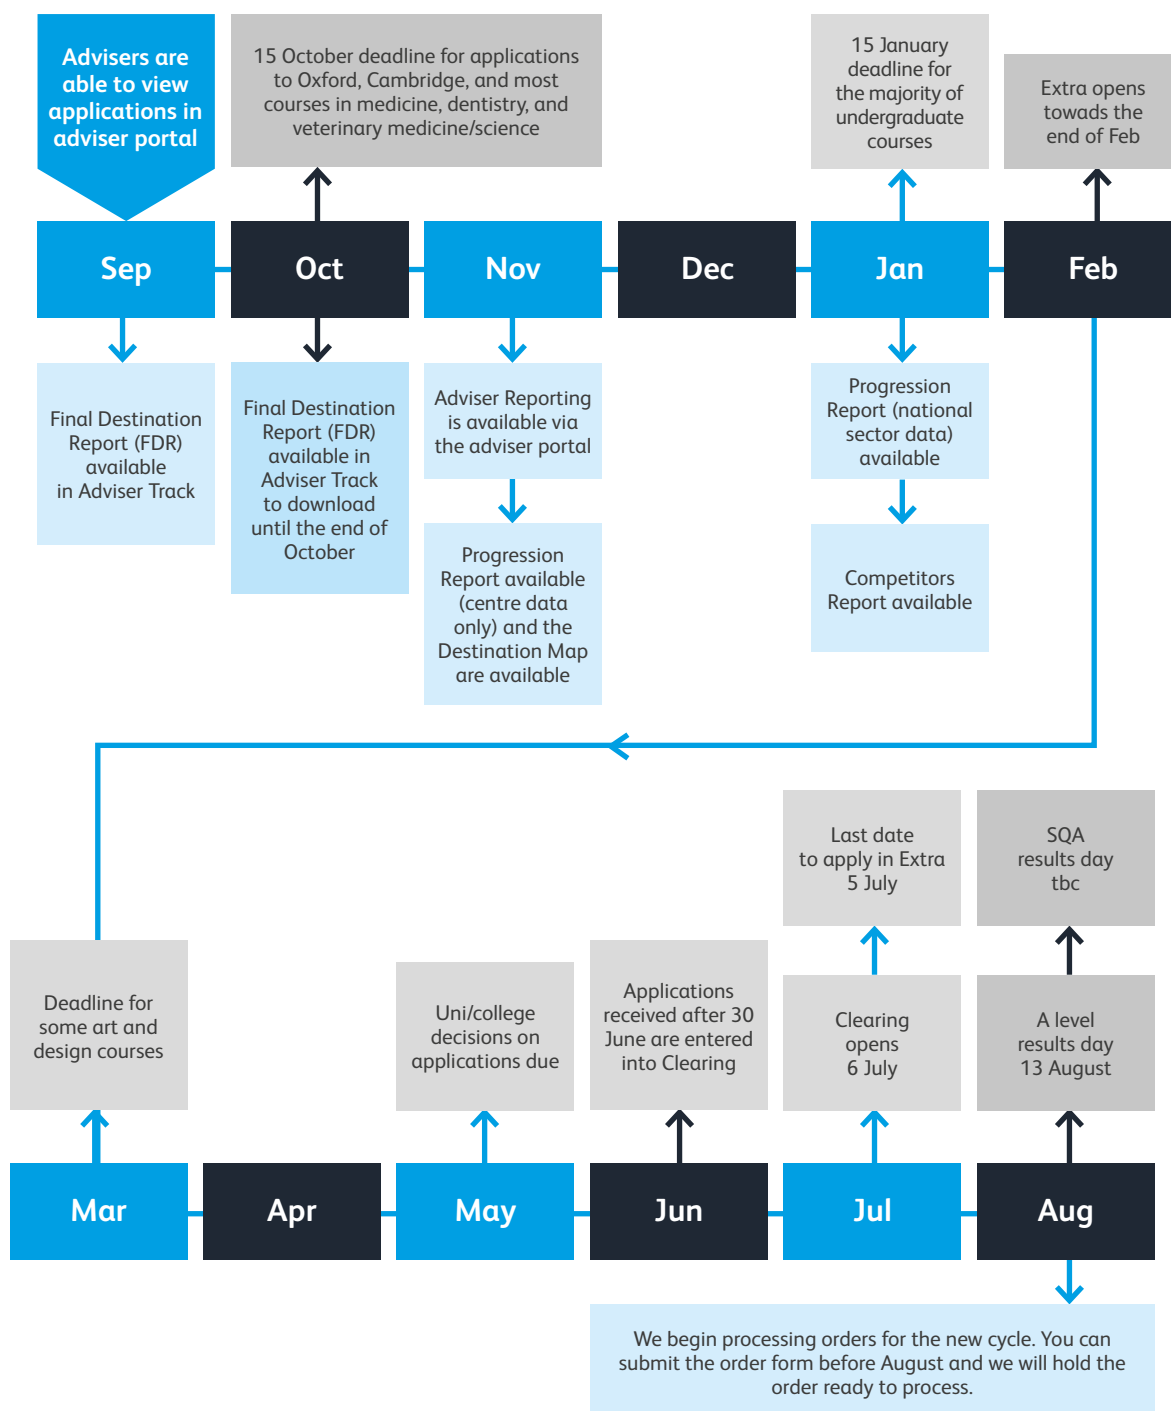 Advisers are
able to view
applications in
adviser portal
15 October deadline for applications
to Oxford, Cambridge, and most
courses in medicine, dentistry, and
veterinary medicine/science
15 January
deadline for
the majority of
undergraduate
courses
Extra opens
towads the
end of Feb
Sep
Oct
Nov
Dec
Jan
Feb
Final Destination
Report (FDR)
available
in Adviser Track
Final Destination
Report (FDR)
available in
Adviser Track
to download
until the end of
October
Adviser Reporting
is available via
the adviser portal
Progression
Report available
(centre data
only) and the
Destination Map
are available
Progression
Report (national
sector data)
available
Competitors
Report available
Last date
to apply in Extra
5 July
SQA
results day
tbc
Deadline for
some art and
design courses
Uni/college
decisions on
applications due
Applications
received after 30
June are entered
into Clearing
Clearing
opens
6 July
A level
results day
13 August
Mar
Apr
May
Jun
Jul
Aug
We begin processing orders for the new cycle. You can
submit the order form before August and we will hold the
order ready to process.